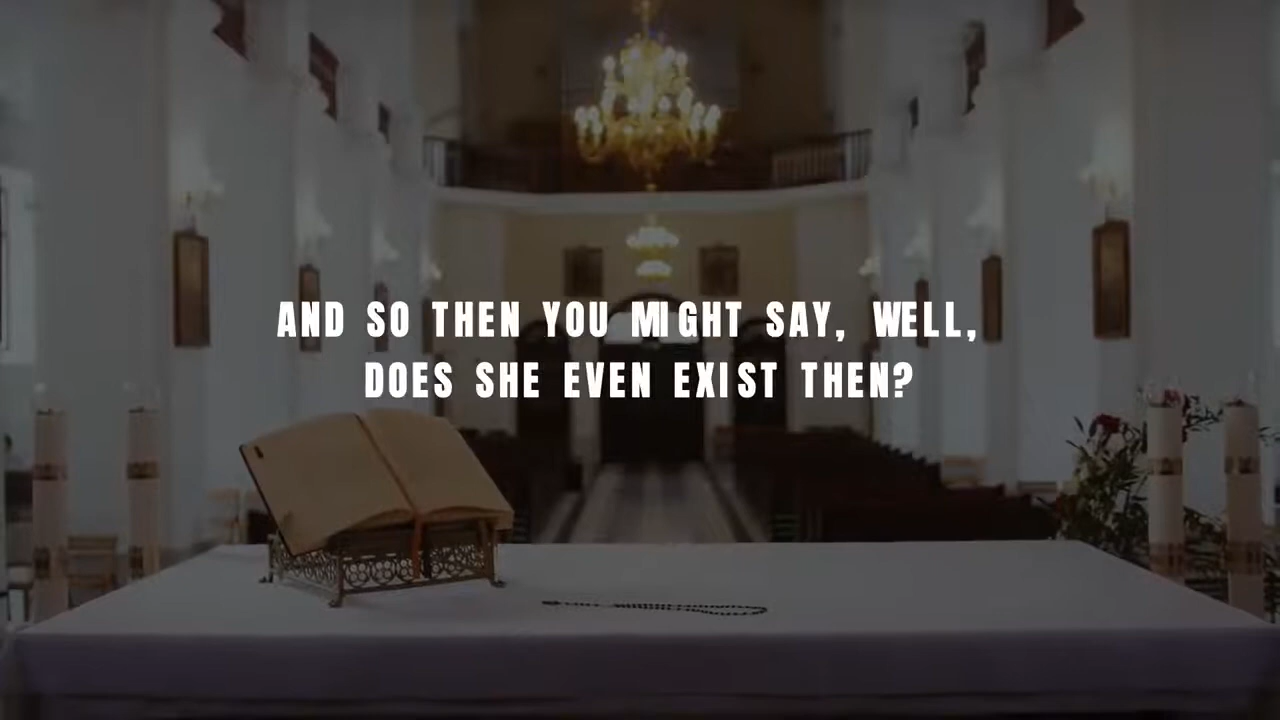 AND SO THEN YOU MIGHT SAY, WELL,
DOES SHE EVEN EXIST THEN?